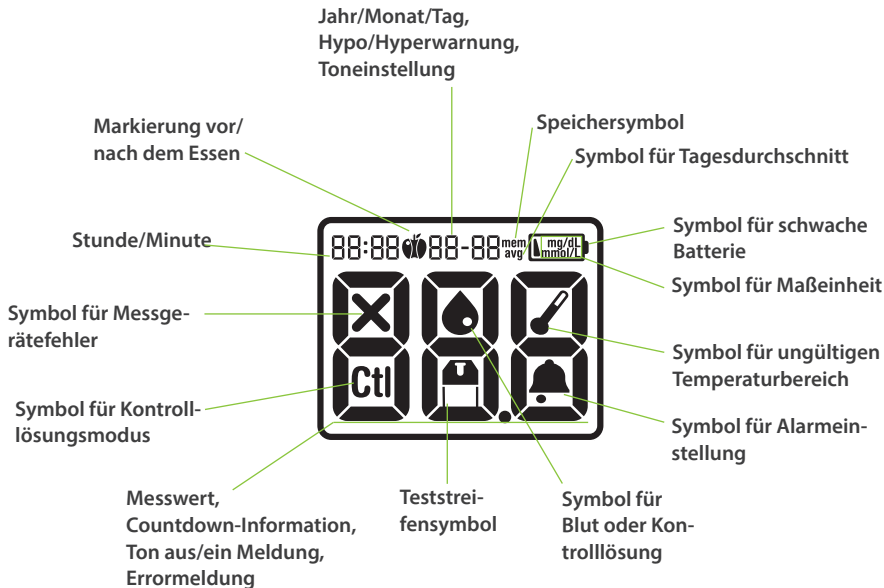 Jahr/Monat/Tag,
Hypo/Hyperwarnung,
Toneinstellung
Markierung vor/
nach dem Essen
Speichersymbol
Symbol für Tagesdurchschnitt
Stunde/Minute
88:88 88-88 mem avg mg/dL mmol/L
Symbol für schwache
Batterie
Symbol für Maßeinheit
Symbol für Messge-
rätefehler
Symbol für ungültigen
Temperaturbereich
Ctl
Symbol für Kontroll-
lösungsmodus
Symbol für Alarmein-
stellung
Messwert,
Countdown-Information,
Ton aus/ein Meldung,
Errormeldung
Teststrei-
fensymbol
Symbol für
Blut oder Kon-
trolllösung